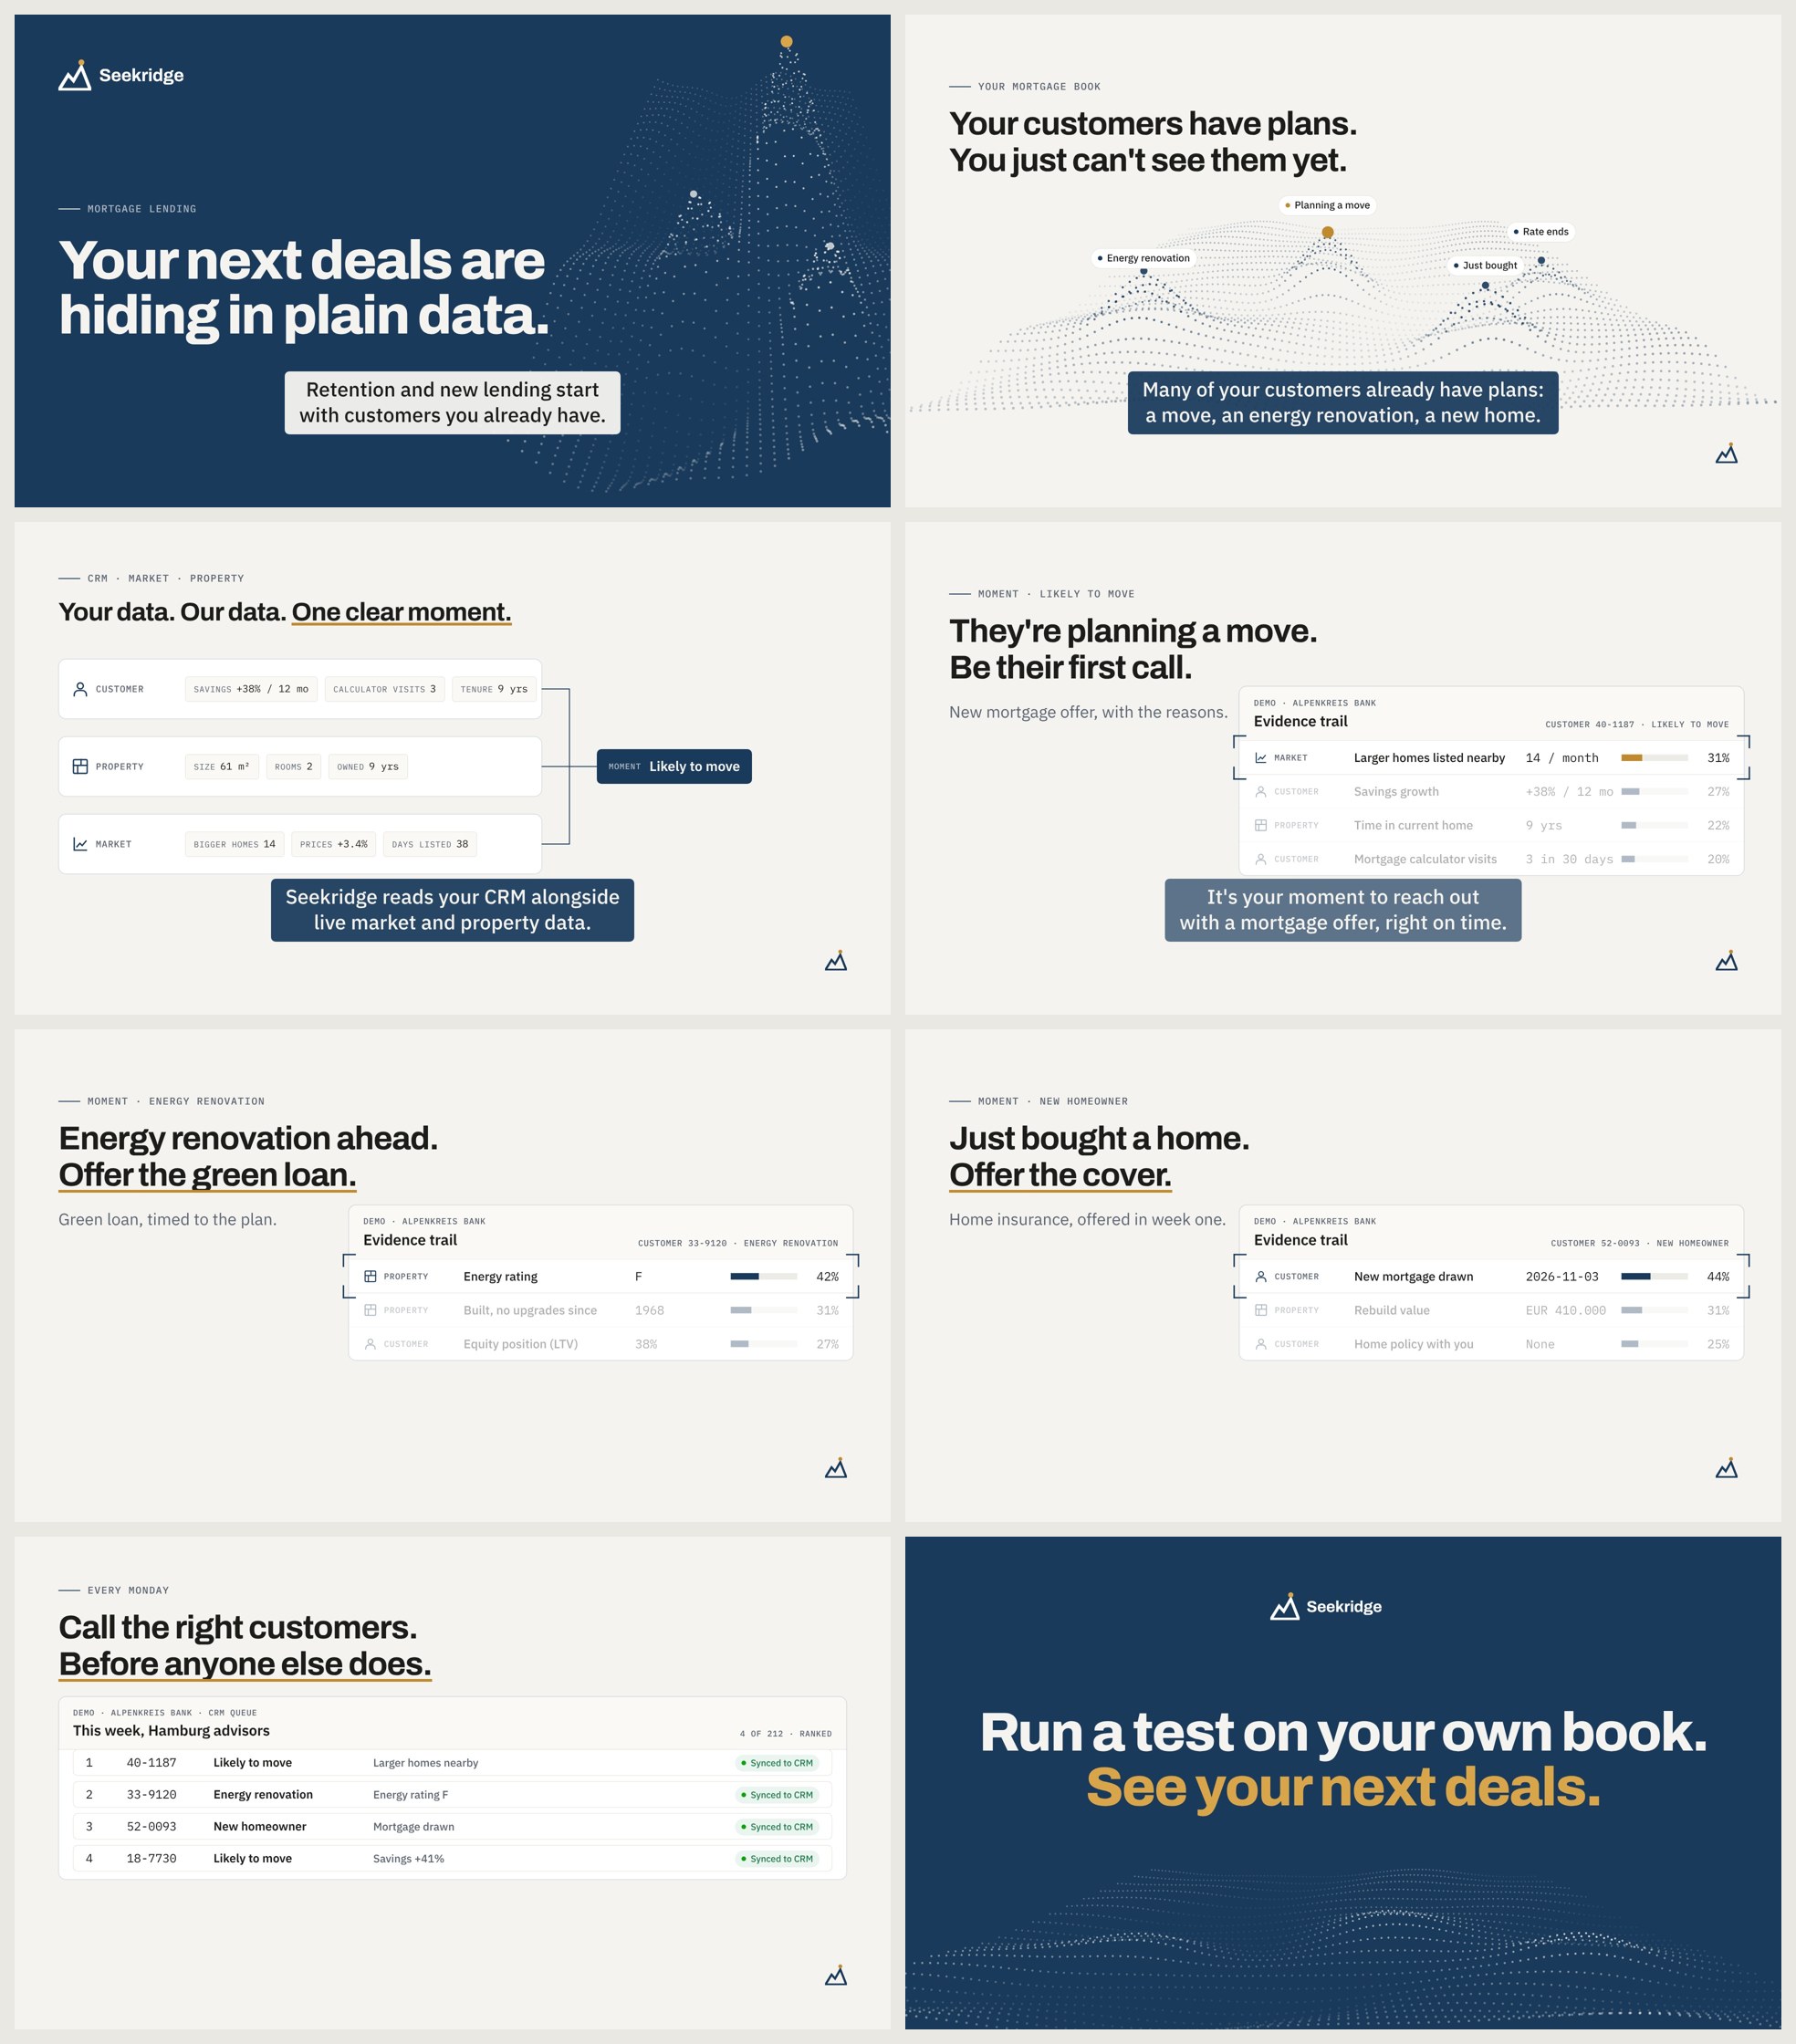 Seekridge
MORTGAGE LENDING
Your next deals are
hiding in plain data.
Retention and new lending start
with customers you already have.
YOUR MORTGAGE BOOK
Your customers have plans.
You just can't see them yet.
Planning a move
Rate ends
Energy renovation
Just bought
Many of your customers already have plans:
a move, an energy renovation, a new home.
CRM · MARKET · PROPERTY
Your data. Our data. One clear moment.
CUSTOMER SAVINGS +38% / 12 mo CALCULATOR VISITS 3 TENURE 9 yrs
PROPERTY SIZE 61 m² ROOMS 2 OWNED 9 yrs
MOMENT Likely to move
MARKET BIGGER HOMES 14 PRICES +3.4% DAYS LISTED 38
Seekridge reads your CRM alongside
live market and property data.
MOMENT · LIKELY TO MOVE
They're planning a move.
Be their first call.
New mortgage offer, with the reasons.
DEMO · ALPENKREIS BANK
Evidence trail CUSTOMER 40-1187 · LIKELY TO MOVE
MARKET Larger homes listed nearby 14 / month 31%
CUSTOMER Savings growth +38% / 12 mo 27%
PROPERTY Time in current home 9 yrs 22%
CUSTOMER Mortgage calculator visits 3 in 30 days 20%
It's your moment to reach out
with a mortgage offer, right on time.
MOMENT · ENERGY RENOVATION
Energy renovation ahead.
Offer the green loan.
Green loan, timed to the plan.
DEMO · ALPENKREIS BANK
Evidence trail CUSTOMER 33-9120 · ENERGY RENOVATION
PROPERTY Energy rating F 42%
PROPERTY Built, no upgrades since 1968 31%
CUSTOMER Equity position (LTV) 38% 27%
MOMENT · NEW HOMEOWNER
Just bought a home.
Offer the cover.
Home insurance, offered in week one.
DEMO · ALPENKREIS BANK
Evidence trail CUSTOMER 52-0093 · NEW HOMEOWNER
CUSTOMER New mortgage drawn 2026-11-03 44%
PROPERTY Rebuild value EUR 410.000 31%
CUSTOMER Home policy with you None 25%
EVERY MONDAY
Call the right customers.
Before anyone else does.
DEMO · ALPENKREIS BANK · CRM QUEUE
This week, Hamburg advisors 4 OF 212 · RANKED
1 40-1187 Likely to move Larger homes nearby Synced to CRM
2 33-9120 Energy renovation Energy rating F Synced to CRM
3 52-0093 New homeowner Mortgage drawn Synced to CRM
4 18-7730 Likely to move Savings +41% Synced to CRM
Seekridge
Run a test on your own book.
See your next deals.